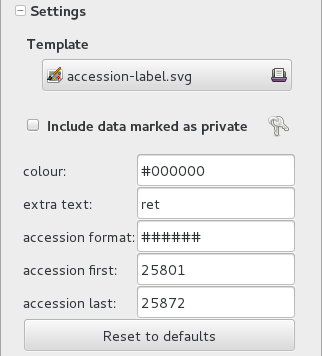 Settings
Template
accession-label.svg
Include data marked as private
colour: #000000
extra text: ret
accession format: ######
accession first: 25801
accession last: 25872
Reset to defaults